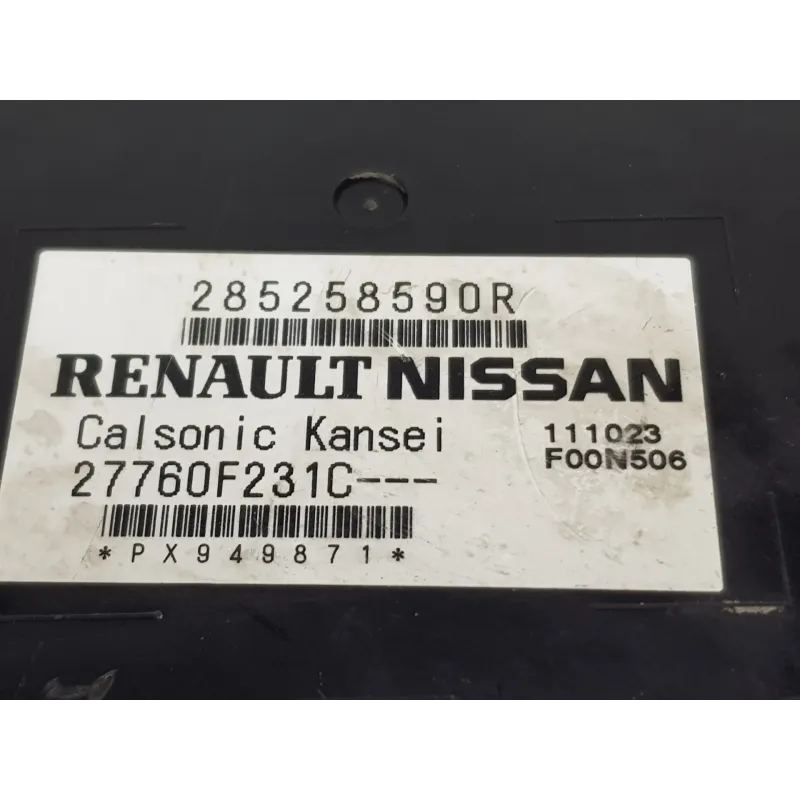 285258590R
RENAULT NISSAN
Calsonic Kansei 111023
27760F231C--- F00N506
*PX949871*